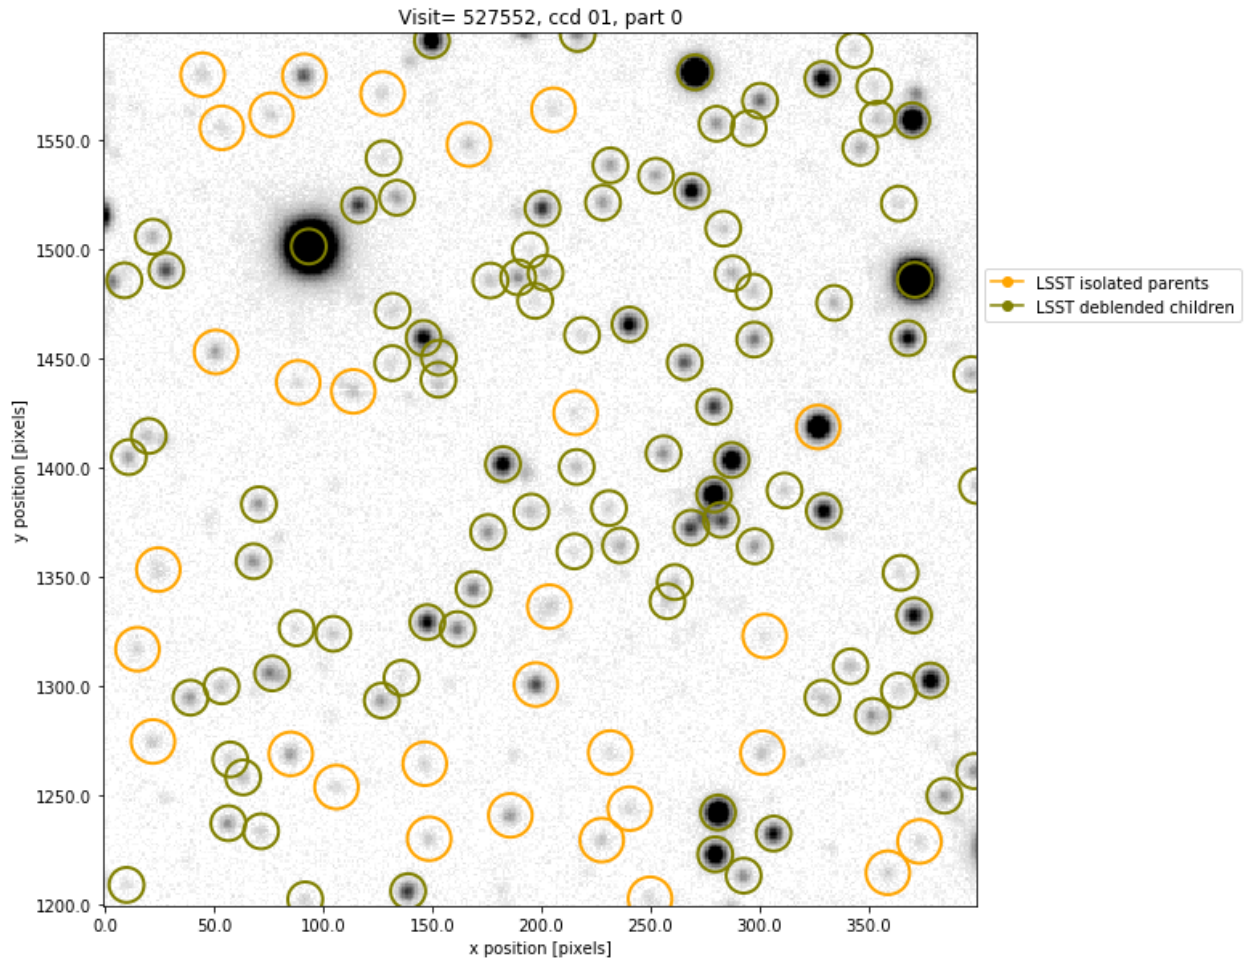 Visit= 527552, ccd 01, part 0
y position [pixels]
1550.0
1500.0
1450.0
1400.0
1350.0
1300.0
1250.0
1200.0
0.0 50.0 100.0 150.0 200.0 250.0 300.0 350.0
x position [pixels]
LSST isolated parents
LSST deblended children